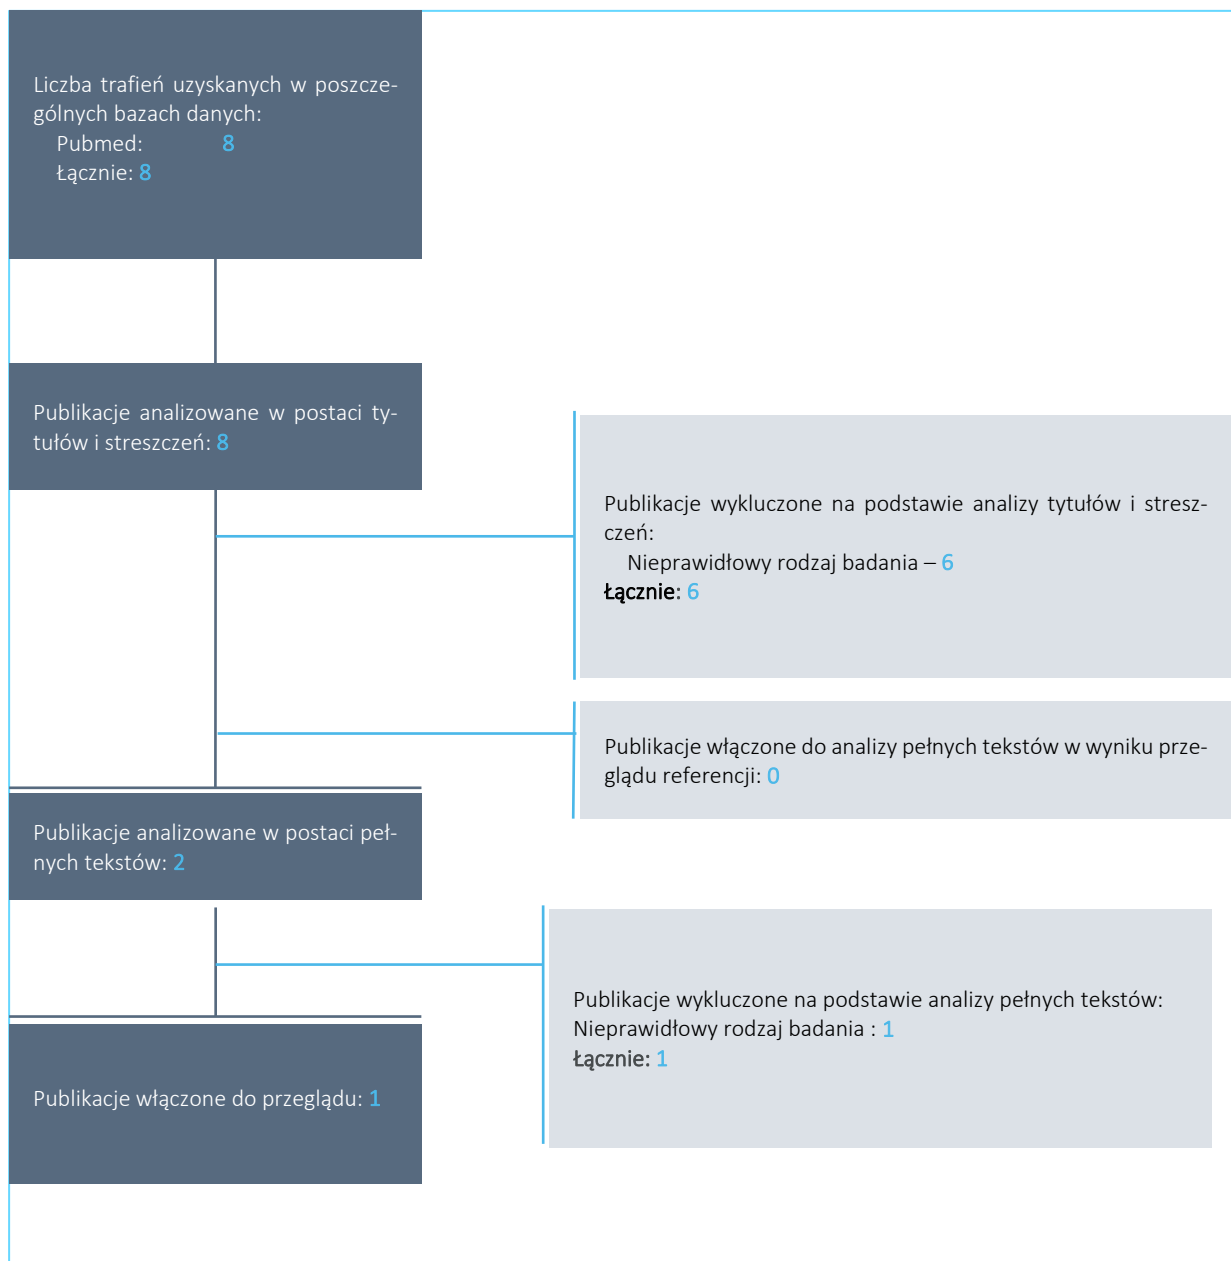 Liczba trafień uzyskanych w poszcze-
gólnych bazach danych:
Pubmed: 8
Łącznie: 8
Publikacje analizowane w postaci ty-
tułów i streszczeń: 8
Publikacje wykluczone na podstawie analizy tytułów i stresz-
czeń:
Nieprawidłowy rodzaj badania – 6
Łącznie: 6
Publikacje włączone do analizy pełnych tekstów w wyniku prze-
glądu referencji: 0
Publikacje analizowane w postaci peł-
nych tekstów: 2
Publikacje wykluczone na podstawie analizy pełnych tekstów:
Nieprawidłowy rodzaj badania : 1
Łącznie: 1
Publikacje włączone do przeglądu: 1